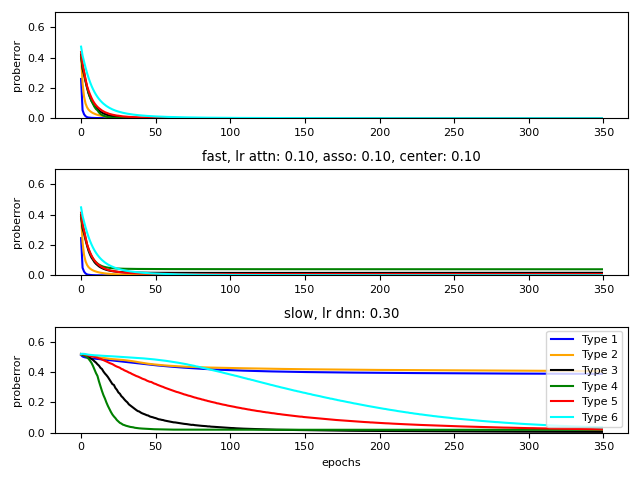 0.6
0.4
0.2
0.0
proberror
0 50 100 150 200 250 300 350
fast, lr attn: 0.10, asso: 0.10, center: 0.10
0.6
0.4
0.2
0.0
proberror
0 50 100 150 200 250 300 350
slow, lr dnn: 0.30
0.6
0.4
0.2
0.0
proberror
Type 1
Type 2
Type 3
Type 4
Type 5
Type 6
0 50 100 150 200 250 300 350
epochs